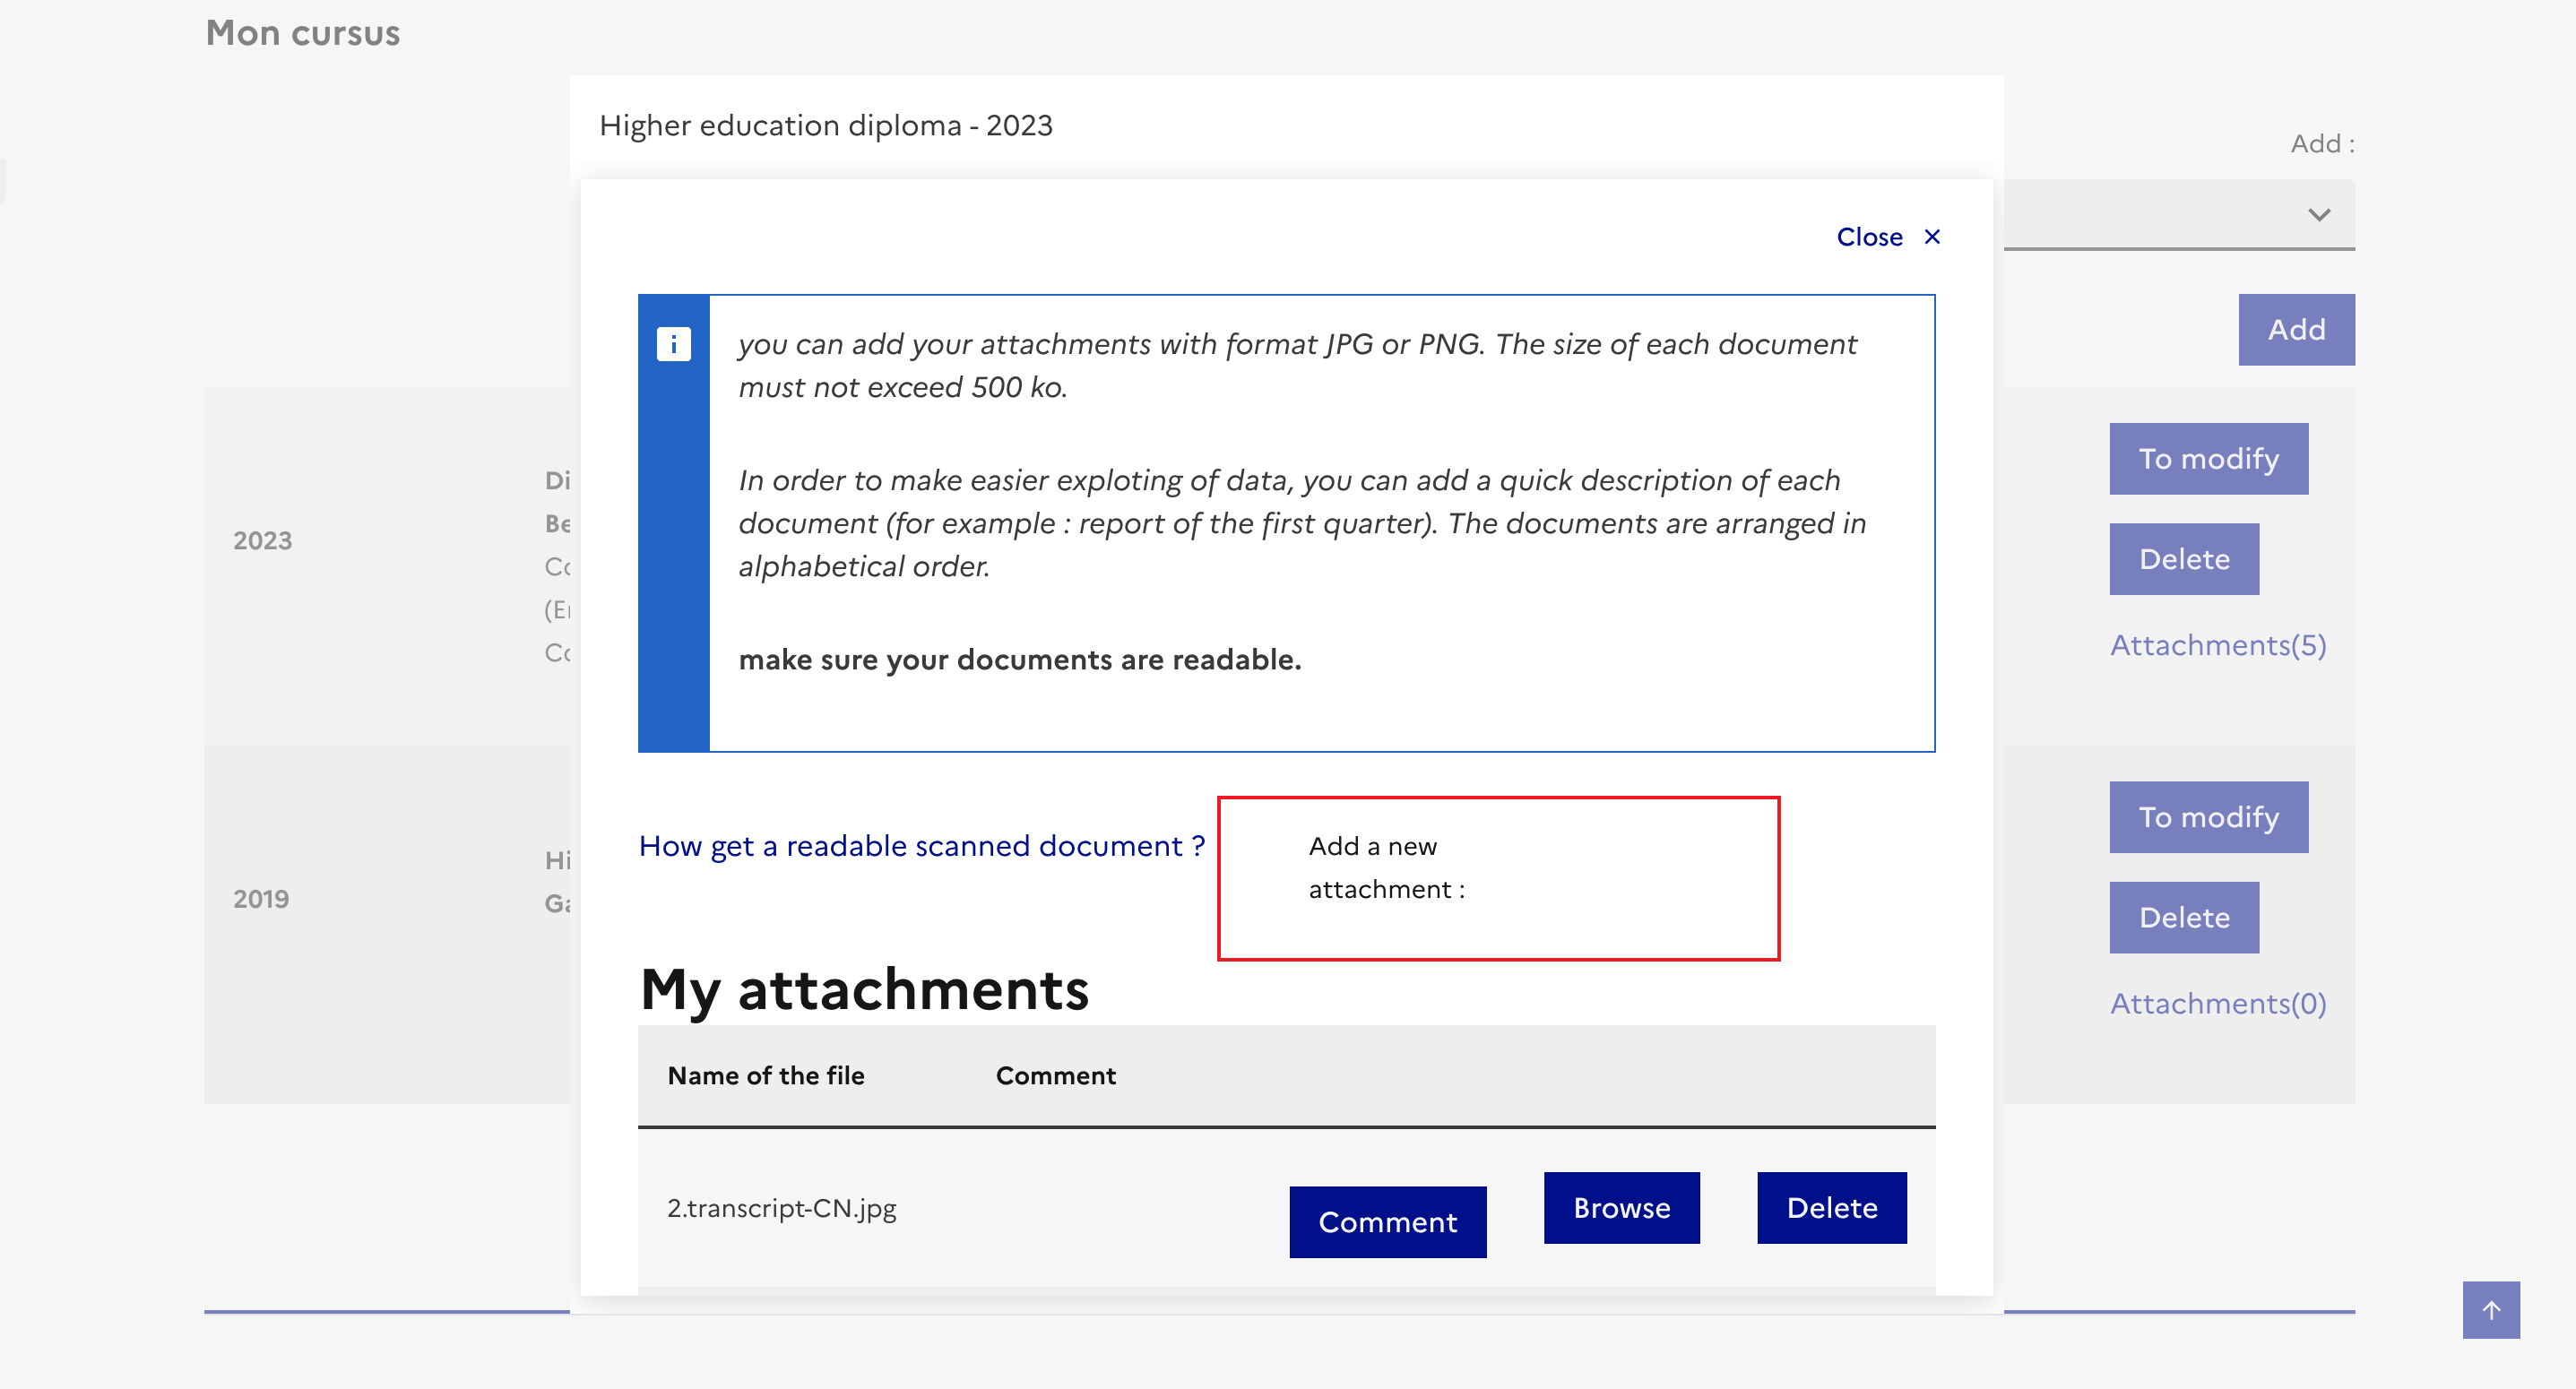 Mon cursus
Higher education diploma - 2023
Add :
Close ×
Add
i
you can add your attachments with format JPG or PNG. The size of each document
must not exceed 500 ko.
In order to make easier exploting of data, you can add a quick description of each
document (for example : report of the first quarter). The documents are arranged in
alphabetical order.
make sure your documents are readable.
2023
Di
Be
Co
To modify
Delete
Attachments(5)
How get a readable scanned document ?
Add a new
attachment :
2019
Hi
Ga
To modify
Delete
Attachments(0)
My attachments
Name of the file Comment
2.transcript-CN.jpg Comment Browse Delete